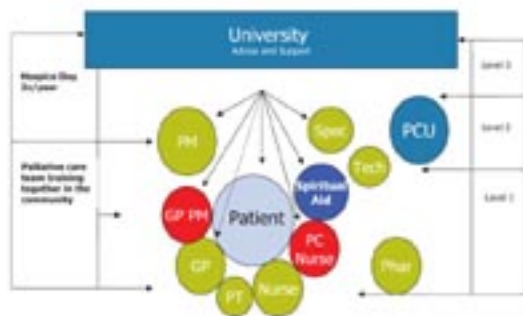 University
Advise and Support
Hospice Day
2x/year
Level 3
PM
Spec
PCU
Level 2
Tech
Palliative care
team training
together in the
community
Spiritual
Aid
GP PM
Patient
Level 1
PC
Nurse
GP
Phar
PT
Nurse